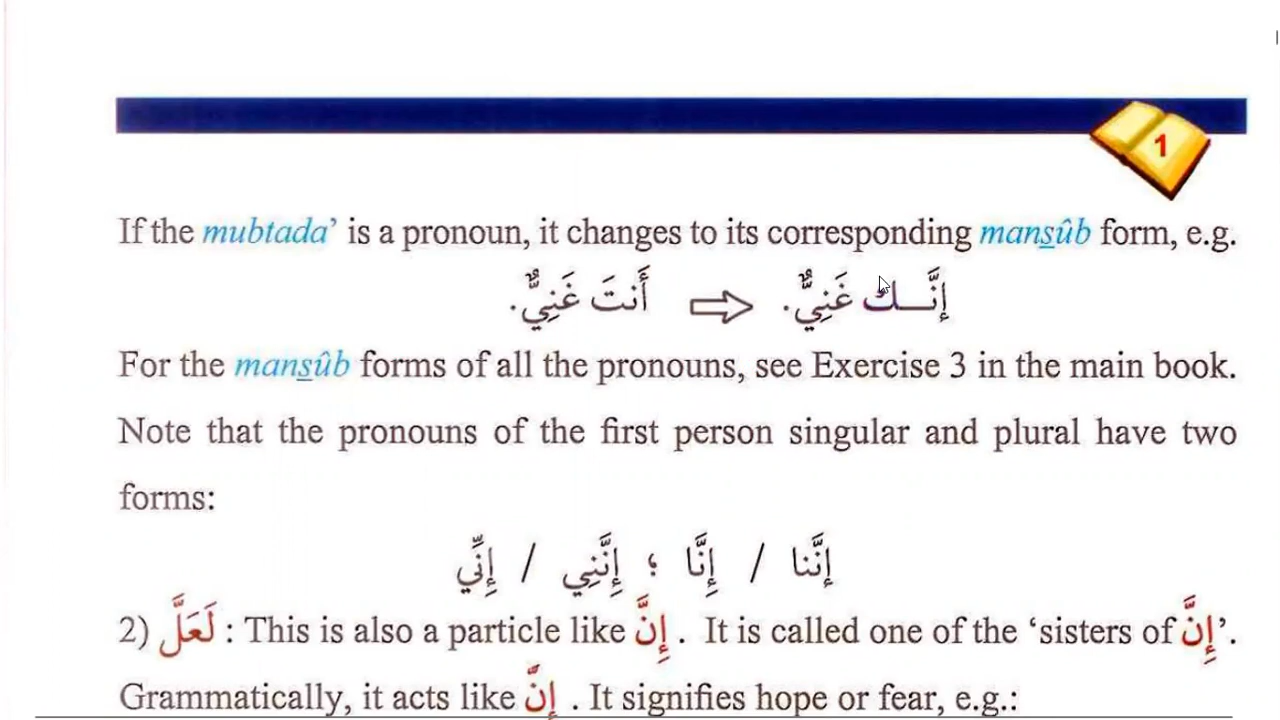 1
If the mubtada’ is a pronoun, it changes to its corresponding mansûb form, e.g.
أَنتَ غَنِيٌّ. ⇨ إِنَّــكَ غَنِيٌّ.
For the mansûb forms of all the pronouns, see Exercise 3 in the main book.
Note that the pronouns of the first person singular and plural have two
forms:
إِنَّنا / إِنَّا ؛ إِنَّنِي / إِنِّي
2) لَعَلَّ : This is also a particle like إِنَّ . It is called one of the ‘sisters of إِنَّ’.
Grammatically, it acts like إِنَّ . It signifies hope or fear, e.g.: